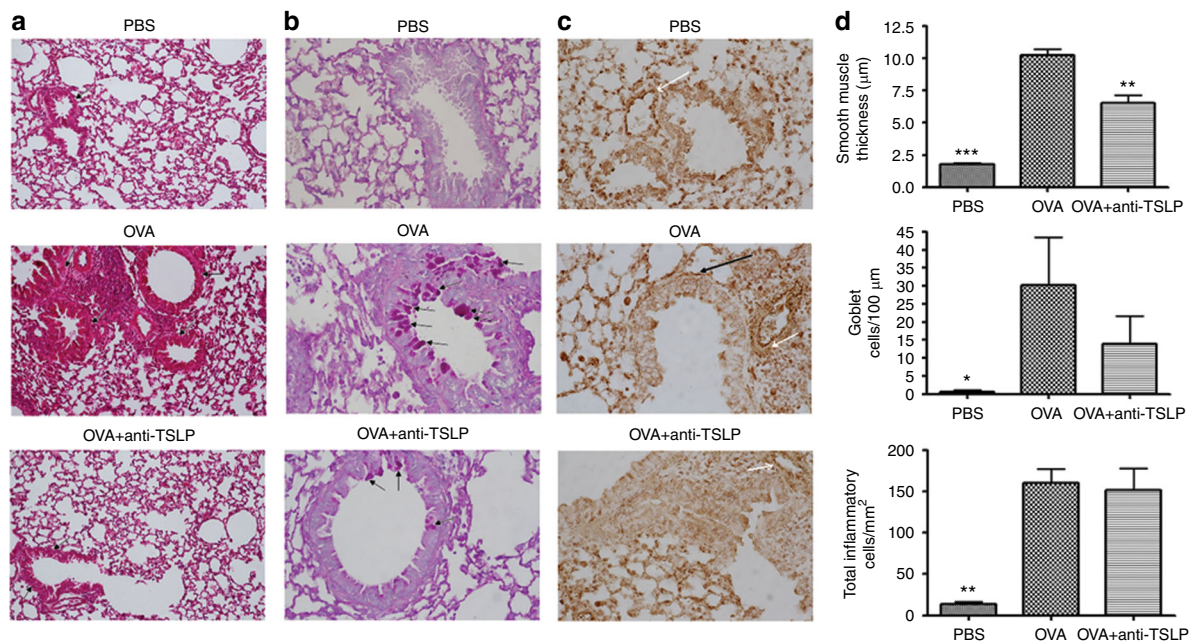 a
PBS
OVA
OVA+anti-TSLP
b
PBS
OVA
OVA+anti-TSLP
c
PBS
OVA
OVA+anti-TSLP
d
Smooth muscle
thickness (μm)
12.5
10.0
7.5
5.0
2.5
0.0
***
**
PBS OVA OVA+anti-TSLP
Goblet
cells/100 μm
45
40
35
30
25
20
15
10
5
0
*
PBS OVA OVA+anti-TSLP
Total inflammatory
cells/mm²
200
150
100
50
0
**
PBS OVA OVA+anti-TSLP